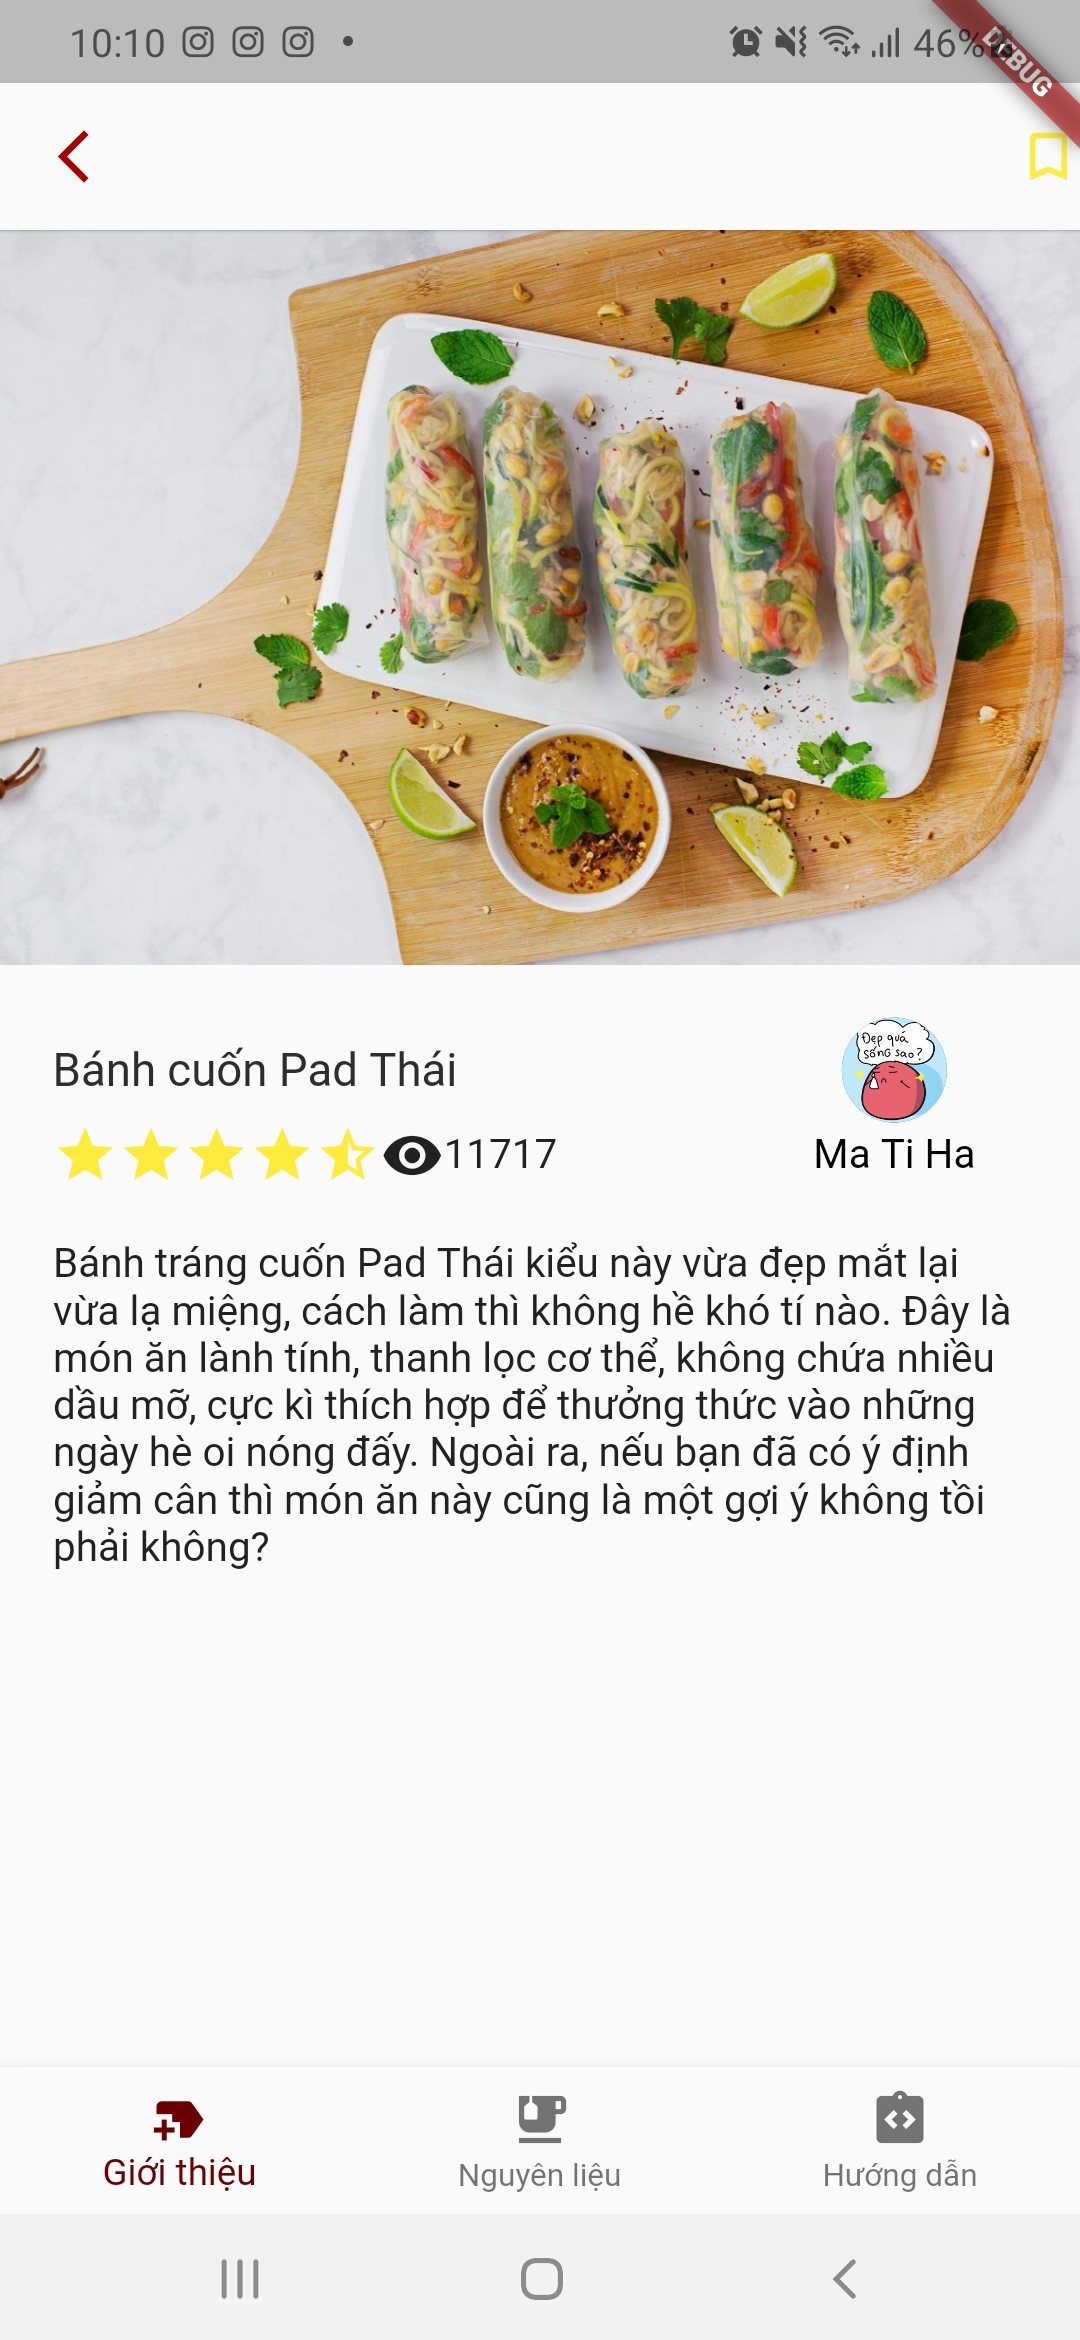 10:10
46%
DEBUG
Bánh cuốn Pad Thái
Đẹp quá
sống sao?
11717
Ma Ti Ha
Bánh tráng cuốn Pad Thái kiểu này vừa đẹp mắt lại
vừa lạ miệng, cách làm thì không hề khó tí nào. Đây là
món ăn lành tính, thanh lọc cơ thể, không chứa nhiều
dầu mỡ, cực kì thích hợp để thưởng thức vào những
ngày hè oi nóng đấy. Ngoài ra, nếu bạn đã có ý định
giảm cân thì món ăn này cũng là một gợi ý không tồi
phải không?
Giới thiệu
Nguyên liệu
Hướng dẫn